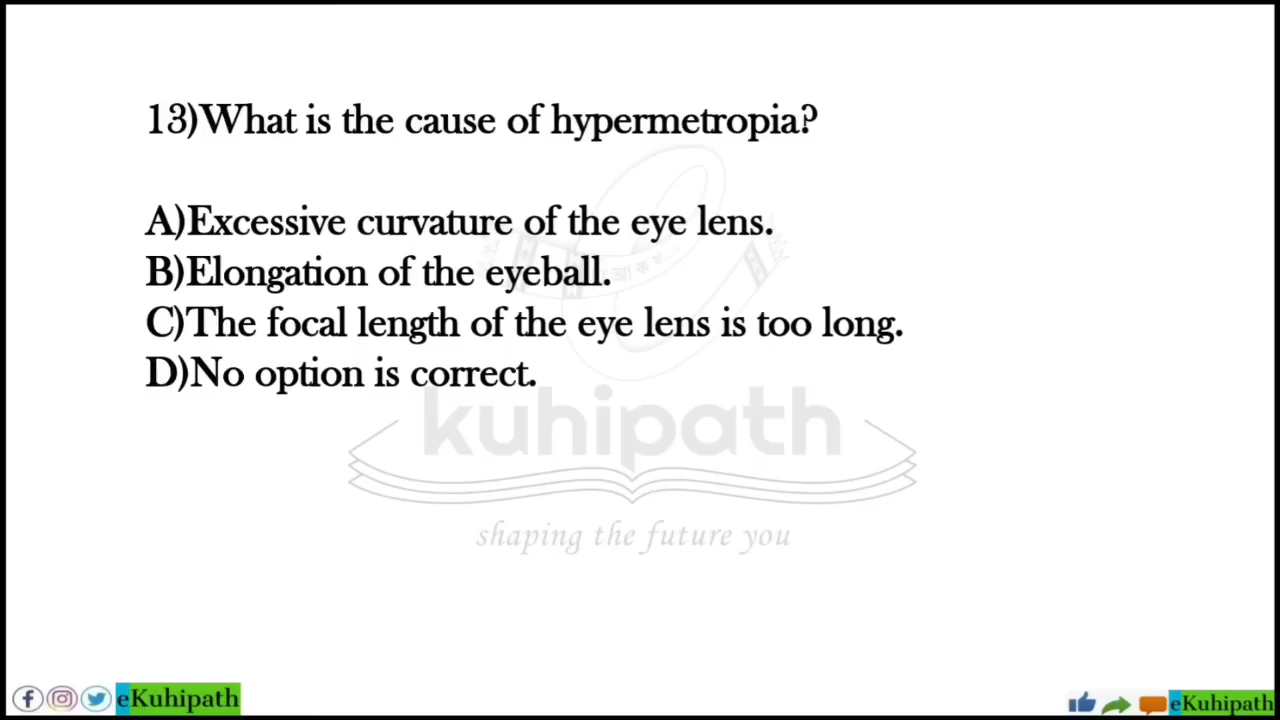 13)What is the cause of hypermetropia?
A)Excessive curvature of the eye lens.
B)Elongation of the eyeball.
C)The focal length of the eye lens is too long.
D)No option is correct.
kuhipath
shaping the future you
eKuhipath
eKuhipath